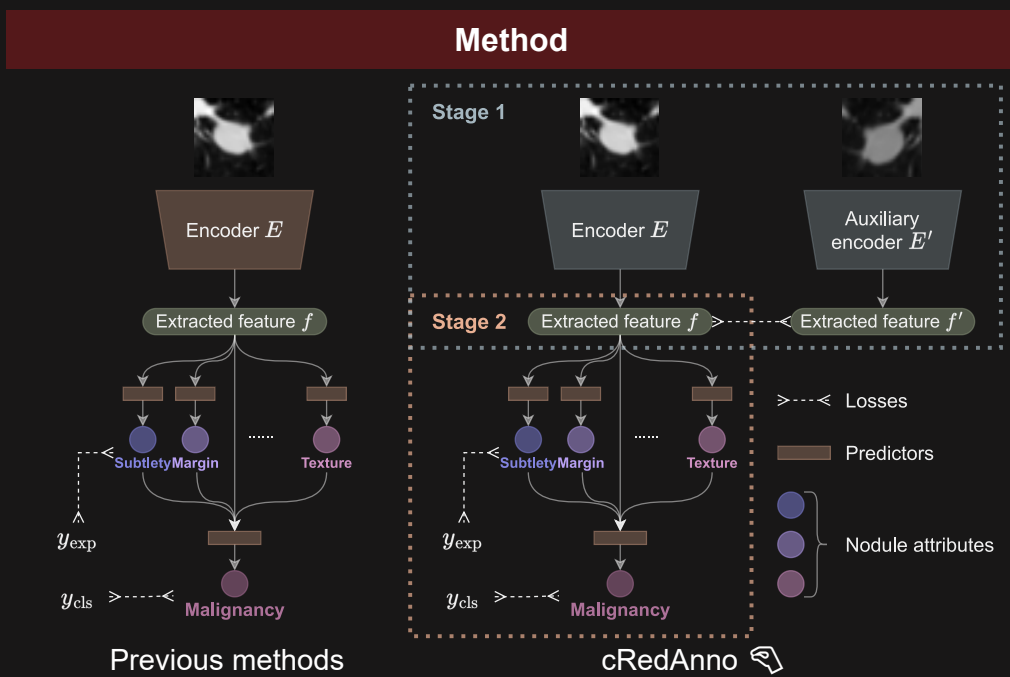 Method
Encoder E
Extracted feature f
Subtlety
Margin
......
Texture
y_exp
y_cls
Malignancy
Previous methods
Stage 1
Encoder E
Auxiliary
encoder E′
Stage 2
Extracted feature f
Extracted feature f′
Subtlety
Margin
......
Texture
y_exp
y_cls
Malignancy
cRedAnno
Losses
Predictors
Nodule attributes